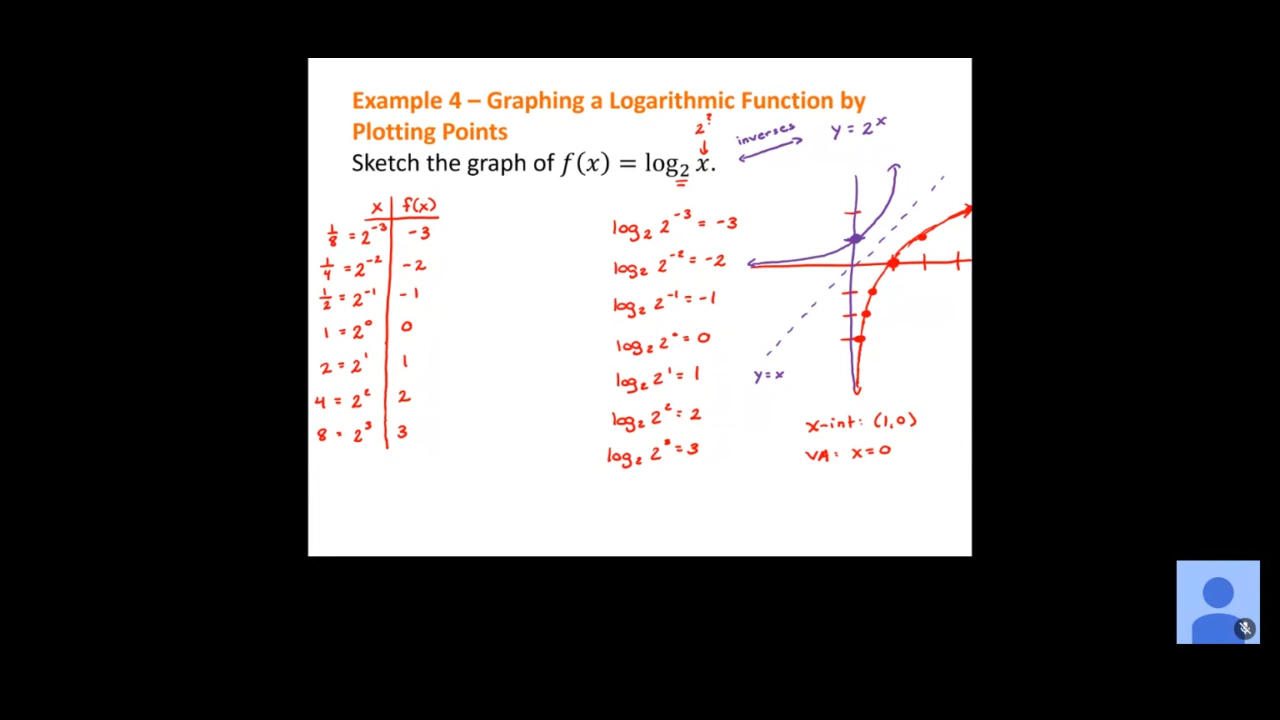 Example 4 – Graphing a Logarithmic Function by
Plotting Points
Sketch the graph of f(x) = log₂ x.
2^?
inverses
y = 2^x
x f(x)
1/8 = 2^-3 -3
1/4 = 2^-2 -2
1/2 = 2^-1 -1
1 = 2^0 0
2 = 2^1 1
4 = 2^2 2
8 = 2^3 3
log₂ 2^-3 = -3
log₂ 2^-2 = -2
log₂ 2^-1 = -1
log₂ 2^0 = 0
log₂ 2^1 = 1
log₂ 2^2 = 2
log₂ 2^3 = 3
y = x
x-int: (1,0)
VA: x=0